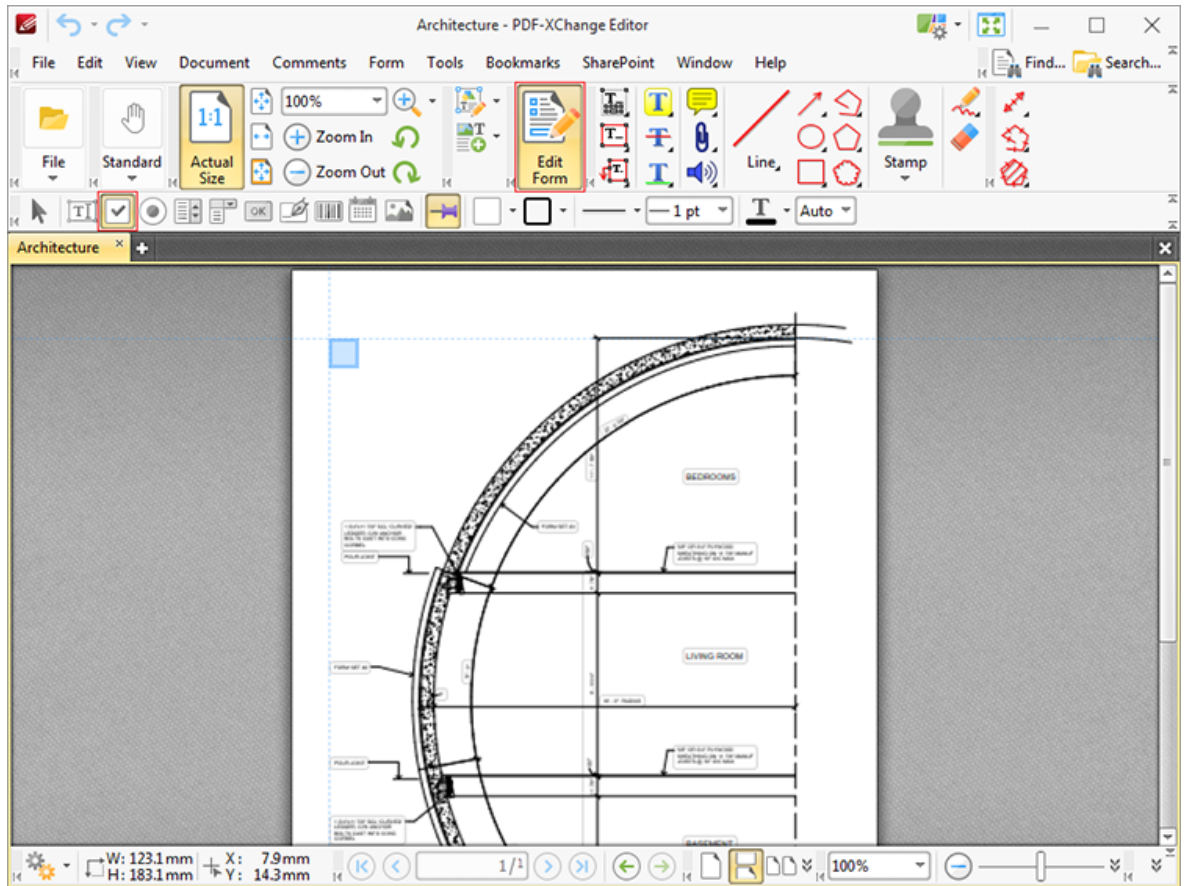 Architecture - PDF-XChange Editor
File Edit View Document Comments Form Tools Bookmarks SharePoint Window Help Find... Search...
1:1 100%
Zoom In
Zoom Out
File Standard Actual Size Edit Form Line Stamp
OK 1 pt T Auto
Architecture
BEDROOMS
LIVING ROOM
BASEMENT
W: 123.1 mm X: 7.9 mm 1/1 100%
H: 183.1 mm Y: 14.3 mm